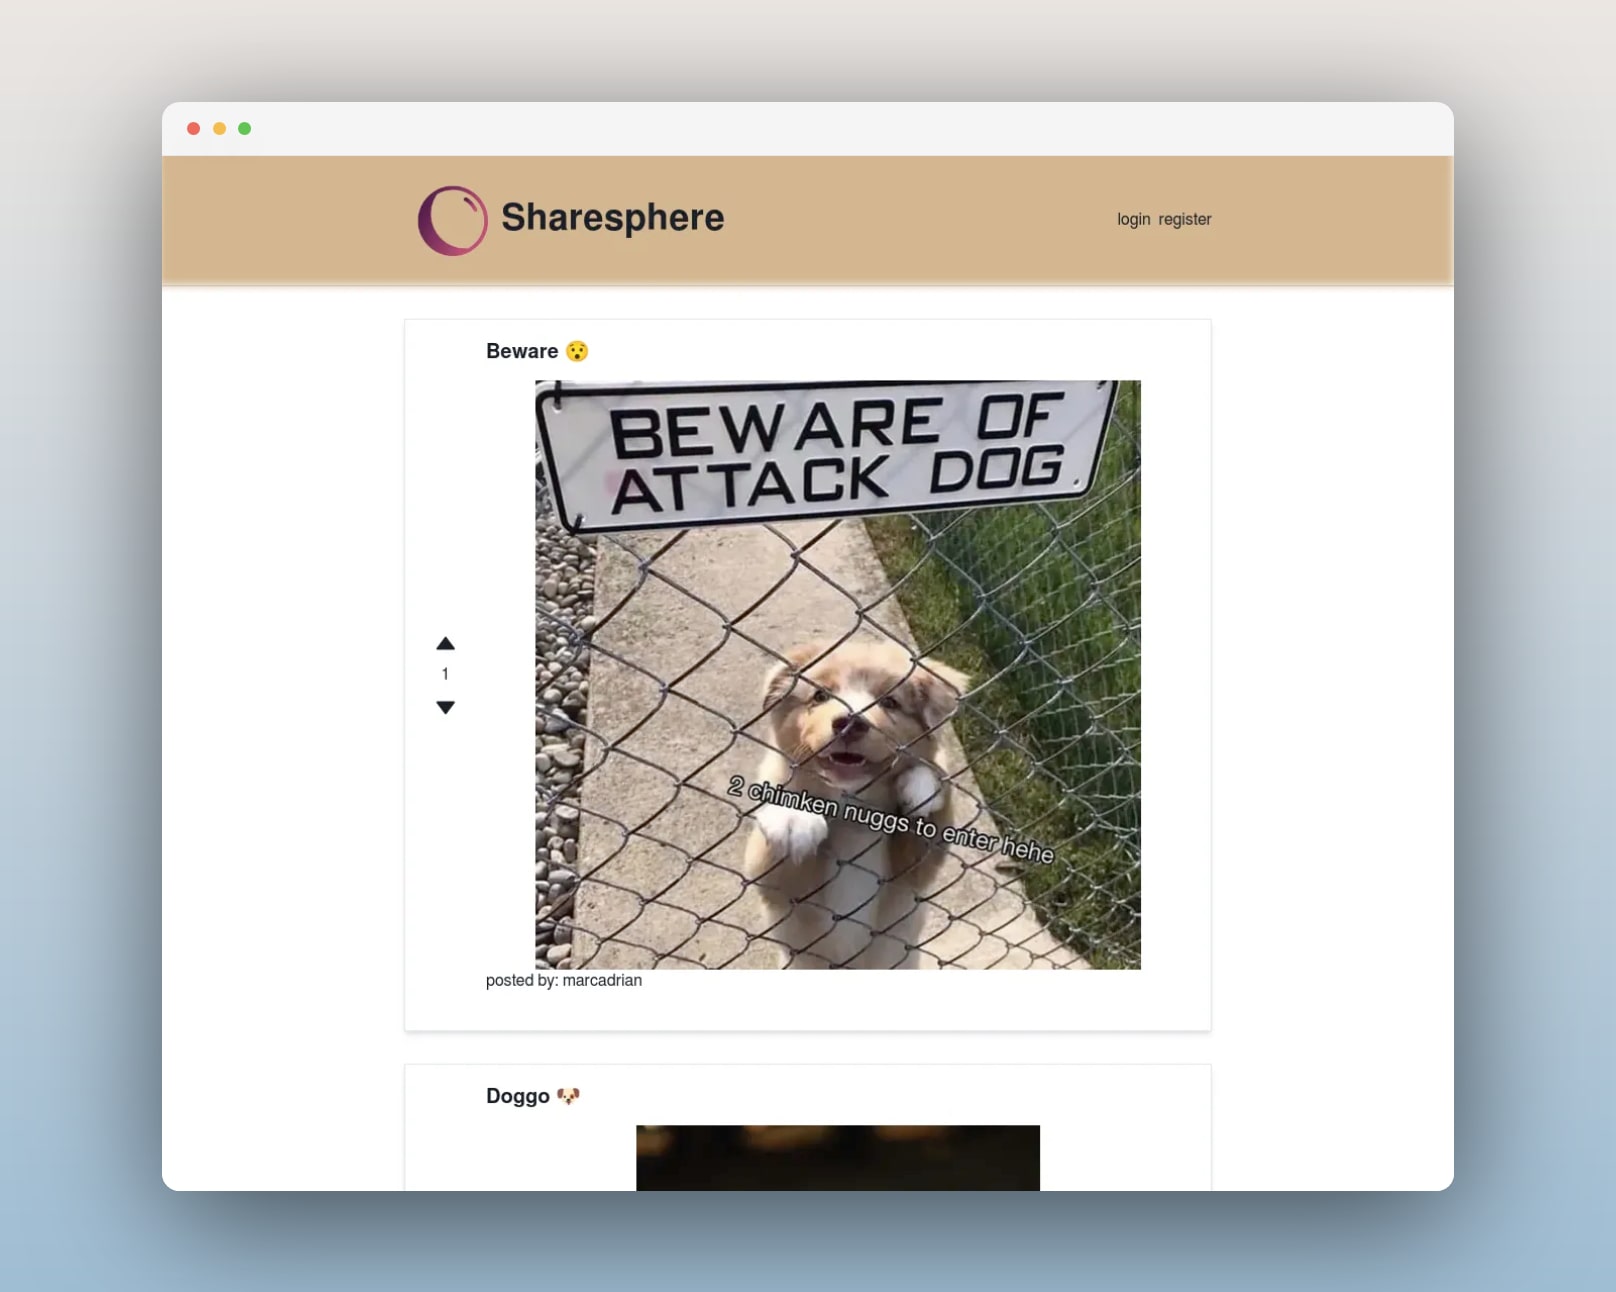 Sharesphere
login register
Beware 😯
BEWARE OF
ATTACK DOG
1
2 chimken nuggs to enter hehe
posted by: marcadrian
Doggo 🐶